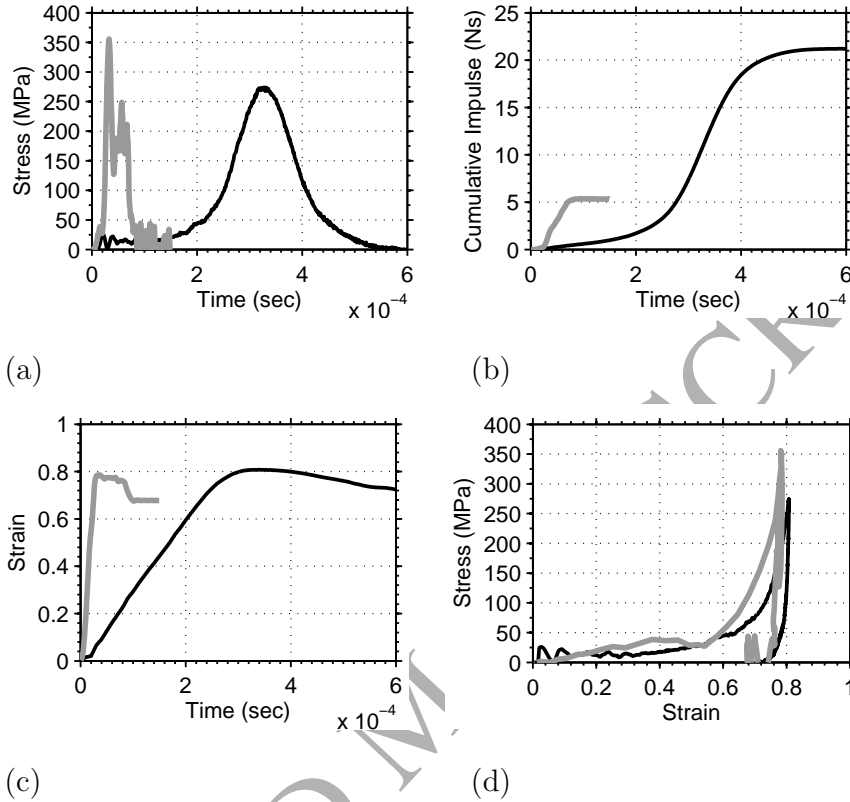 400
350
300
250
200
150
100
50
0
Stress (MPa)
0 2 4 6
Time (sec)
x 10⁻⁴
(a)
25
20
15
10
5
0
Cumulative Impulse (Ns)
0 2 4 6
Time (sec)
x 10⁻⁴
(b)
1
0.8
0.6
0.4
0.2
0
Strain
0 2 4 6
Time (sec)
x 10⁻⁴
(c)
400
350
300
250
200
150
100
50
0
Stress (MPa)
0 0.2 0.4 0.6 0.8 1
Strain
(d)